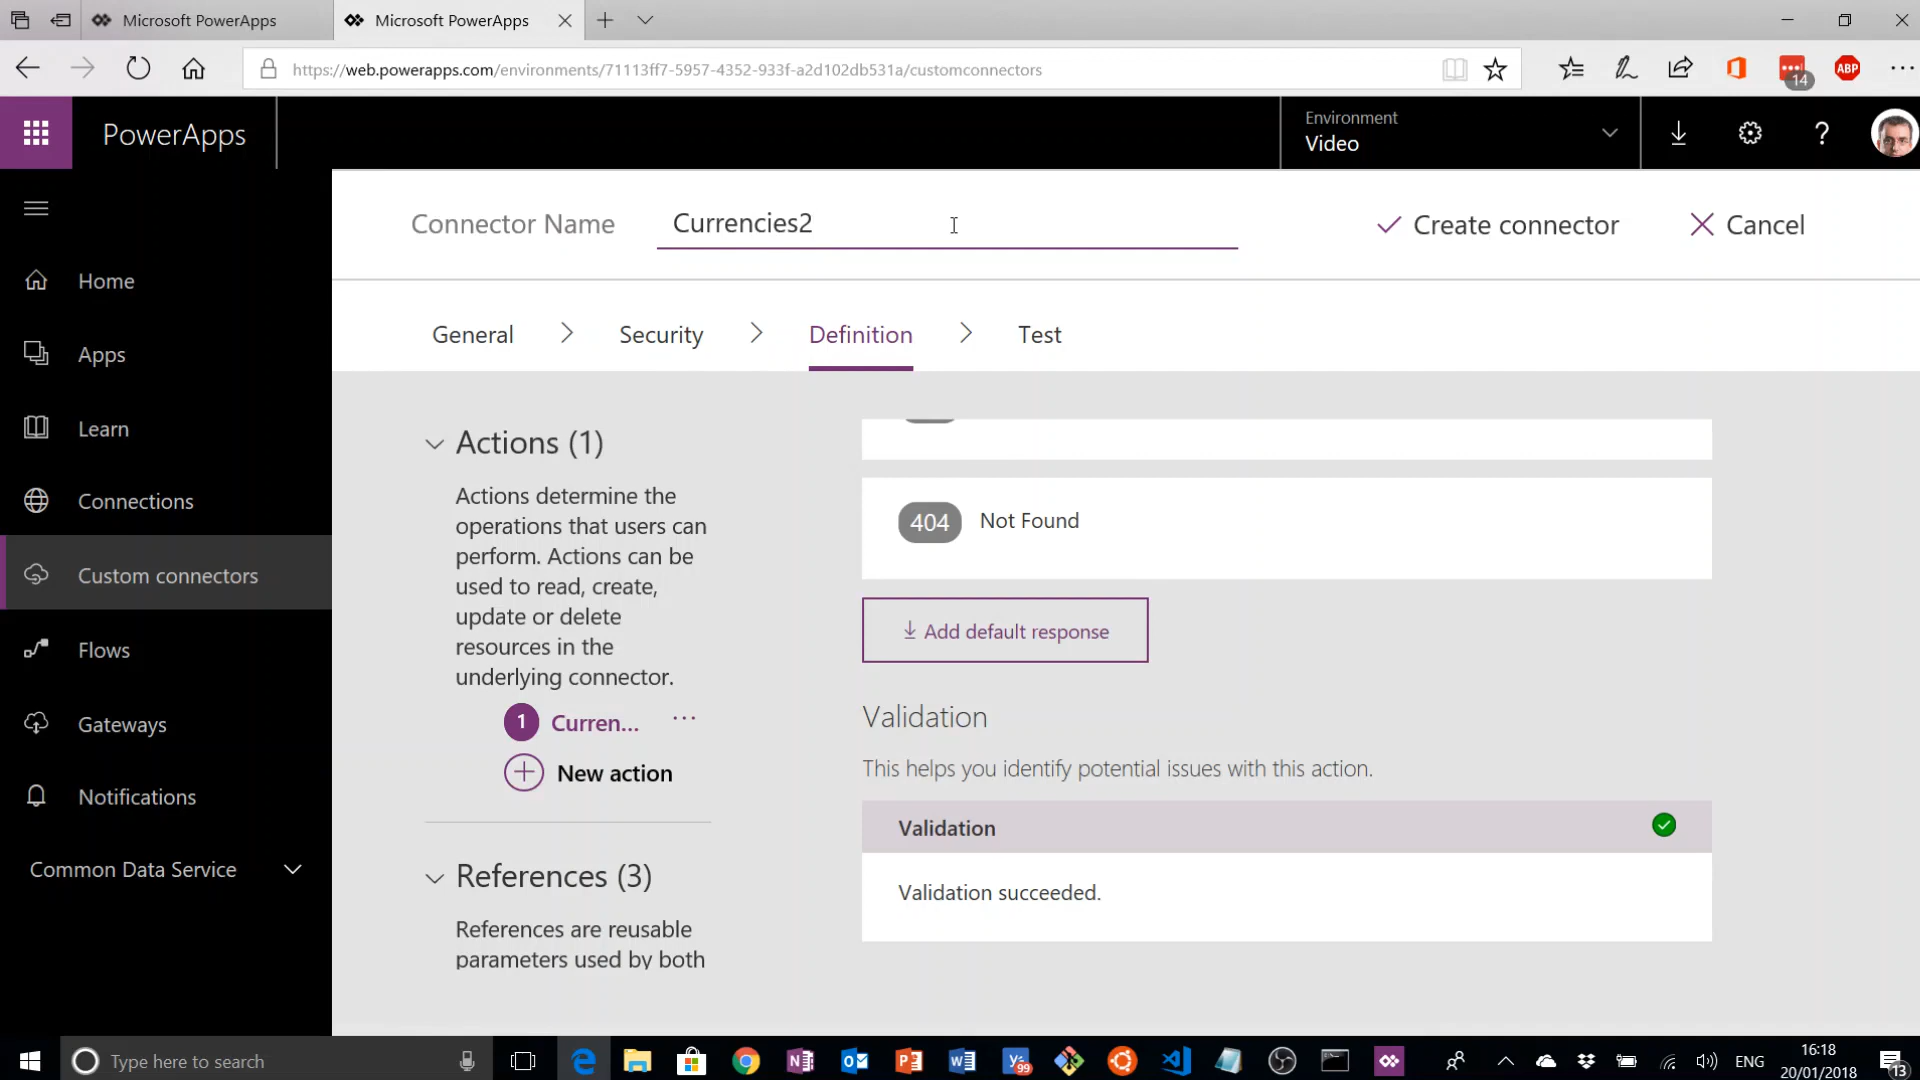 Microsoft PowerApps
Microsoft PowerApps
https://web.powerapps.com/environments/71113ff7-5957-4352-933f-a2d102db531a/customconnectors
14
ABP
PowerApps
Environment
Video
?
Connector Name
Currencies2
Create connector
Cancel
General
Security
Definition
Test
Home
Apps
Learn
Connections
Custom connectors
Flows
Gateways
Notifications
Common Data Service
Actions (1)
Actions determine the
operations that users can
perform. Actions can be
used to read, create,
update or delete
resources in the
underlying connector.
1 Curren... ...
New action
References (3)
References are reusable
parameters used by both
404 Not Found
Add default response
Validation
This helps you identify potential issues with this action.
Validation
Validation succeeded.
Type here to search
99
ENG
16:18
20/01/2018
13